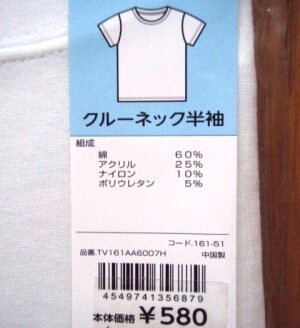 クルーネック半袖
組成
綿 60%
アクリル 25%
ナイロン 10%
ポリウレタン 5%
コード.161-51
品番.TV161AA6007H 中国製
4549741356879
本体価格 ¥580